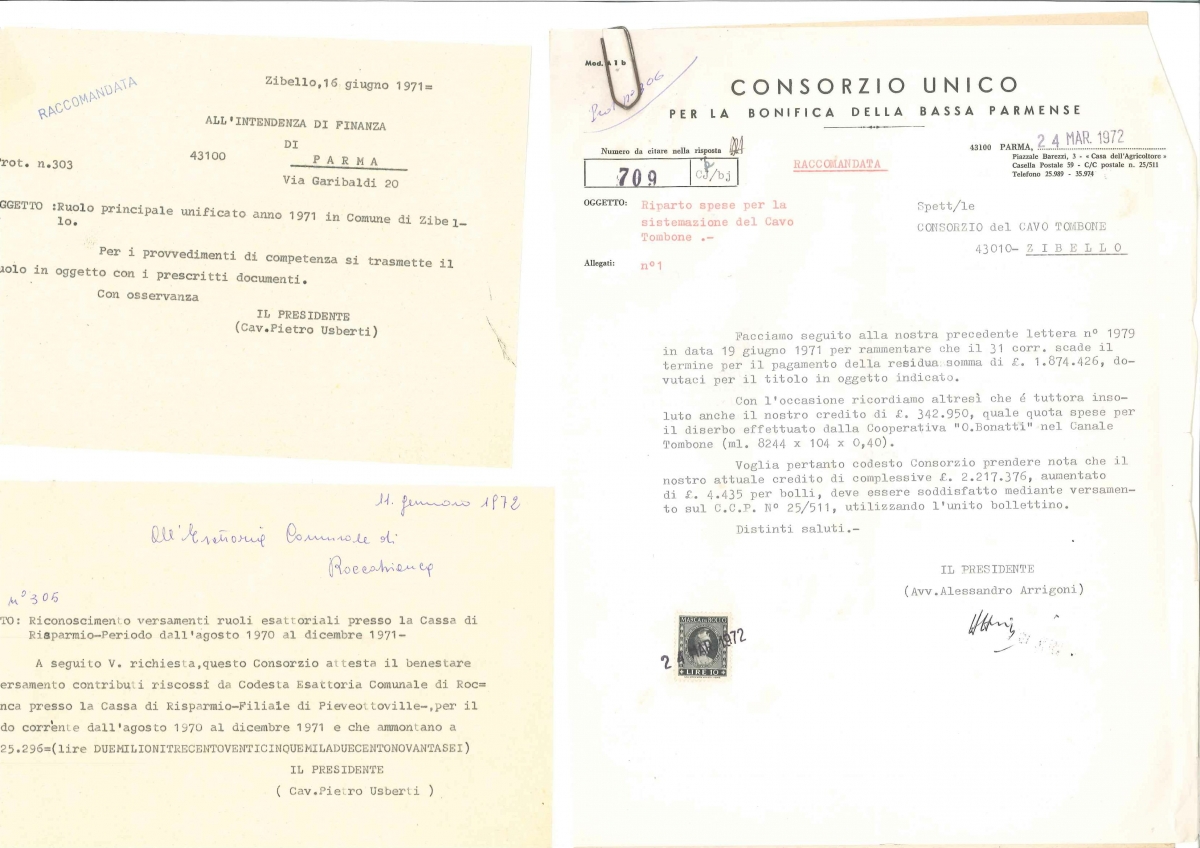 Zibello,16 giugno 1971=
RACCOMANDATA
ALL'INTENDENZA DI FINANZA
DI
43100 PARMA
rot. n.303
Via Garibaldi 20
GGETTO :Ruolo principale unificato anno 1971 in Comune di Zibel-
lo.
Per i provvedimenti di competenza si trasmette il
uolo in oggetto con i prescritti documenti.
Con osservanza
IL PRESIDENTE
(Cav.Pietro Usberti)
11. gennaio 1972
All'Esattoria Comunale di
Roccabianca
n° 305
TO: Riconoscimento versamenti ruoli esattoriali presso la Cassa di
Risparmio-Periodo dall'agosto 1970 al dicembre 1971-
A seguito V. richiesta,questo Consorzio attesta il benestare
ersamento contributi riscossi da Codesta Esattoria Comunale di Roc=
nca presso la Cassa di Risparmio-Filiale di Pieveottoville-,per il
do corrente dall'agosto 1970 al dicembre 1971 e che ammontano a
25.296=(lire DUEMILIONITRECENTOVENTICINQUEMILADUECENTONOVANTASEI)
IL PRESIDENTE
( Cav.Pietro Usberti )
Mod. A 1 b
Prot n° 306
CONSORZIO UNICO
PER LA BONIFICA DELLA BASSA PARMENSE
Numero da citare nella risposta
709 CJ/bj
RACCOMANDATA
43100 PARMA, 24 MAR. 1972
Piazzale Barezzi, 3 - «Casa dell'Agricoltore»
Casella Postale 59 - C/C postale n. 25/511
Telefono 25.989 - 35.974
OGGETTO: Riparto spese per la
sistemazione del Cavo
Tombone .-
Allegati: n°1
Spett/le
CONSORZIO del CAVO TOMBONE
43010- ZIBELLO
Facciamo seguito alla nostra precedente lettera n° 1979
in data 19 giugno 1971 per rammentare che il 31 corr. scade il
termine per il pagamento della residua somma di £. 1.874.426, do-
vutaci per il titolo in oggetto indicato.
Con l'occasione ricordiamo altresì che é tuttora inso-
luto anche il nostro credito di £. 342.950, quale quota spese per
il diserbo effettuato dalla Cooperativa "O.Bonatti" nel Canale
Tombone (ml. 8244 x 104 x 0,40).
Voglia pertanto codesto Consorzio prendere nota che il
nostro attuale credito di complessive £. 2.217.376, aumentato
di £. 4.435 per bolli, deve essere soddisfatto mediante versamen-
to sul C.C.P. N° 25/511, utilizzando l'unito bollettino.
Distinti saluti.-
IL PRESIDENTE
(Avv.Alessandro Arrigoni)
MARCA DA BOLLO
24 MAR 1972
LIRE 10